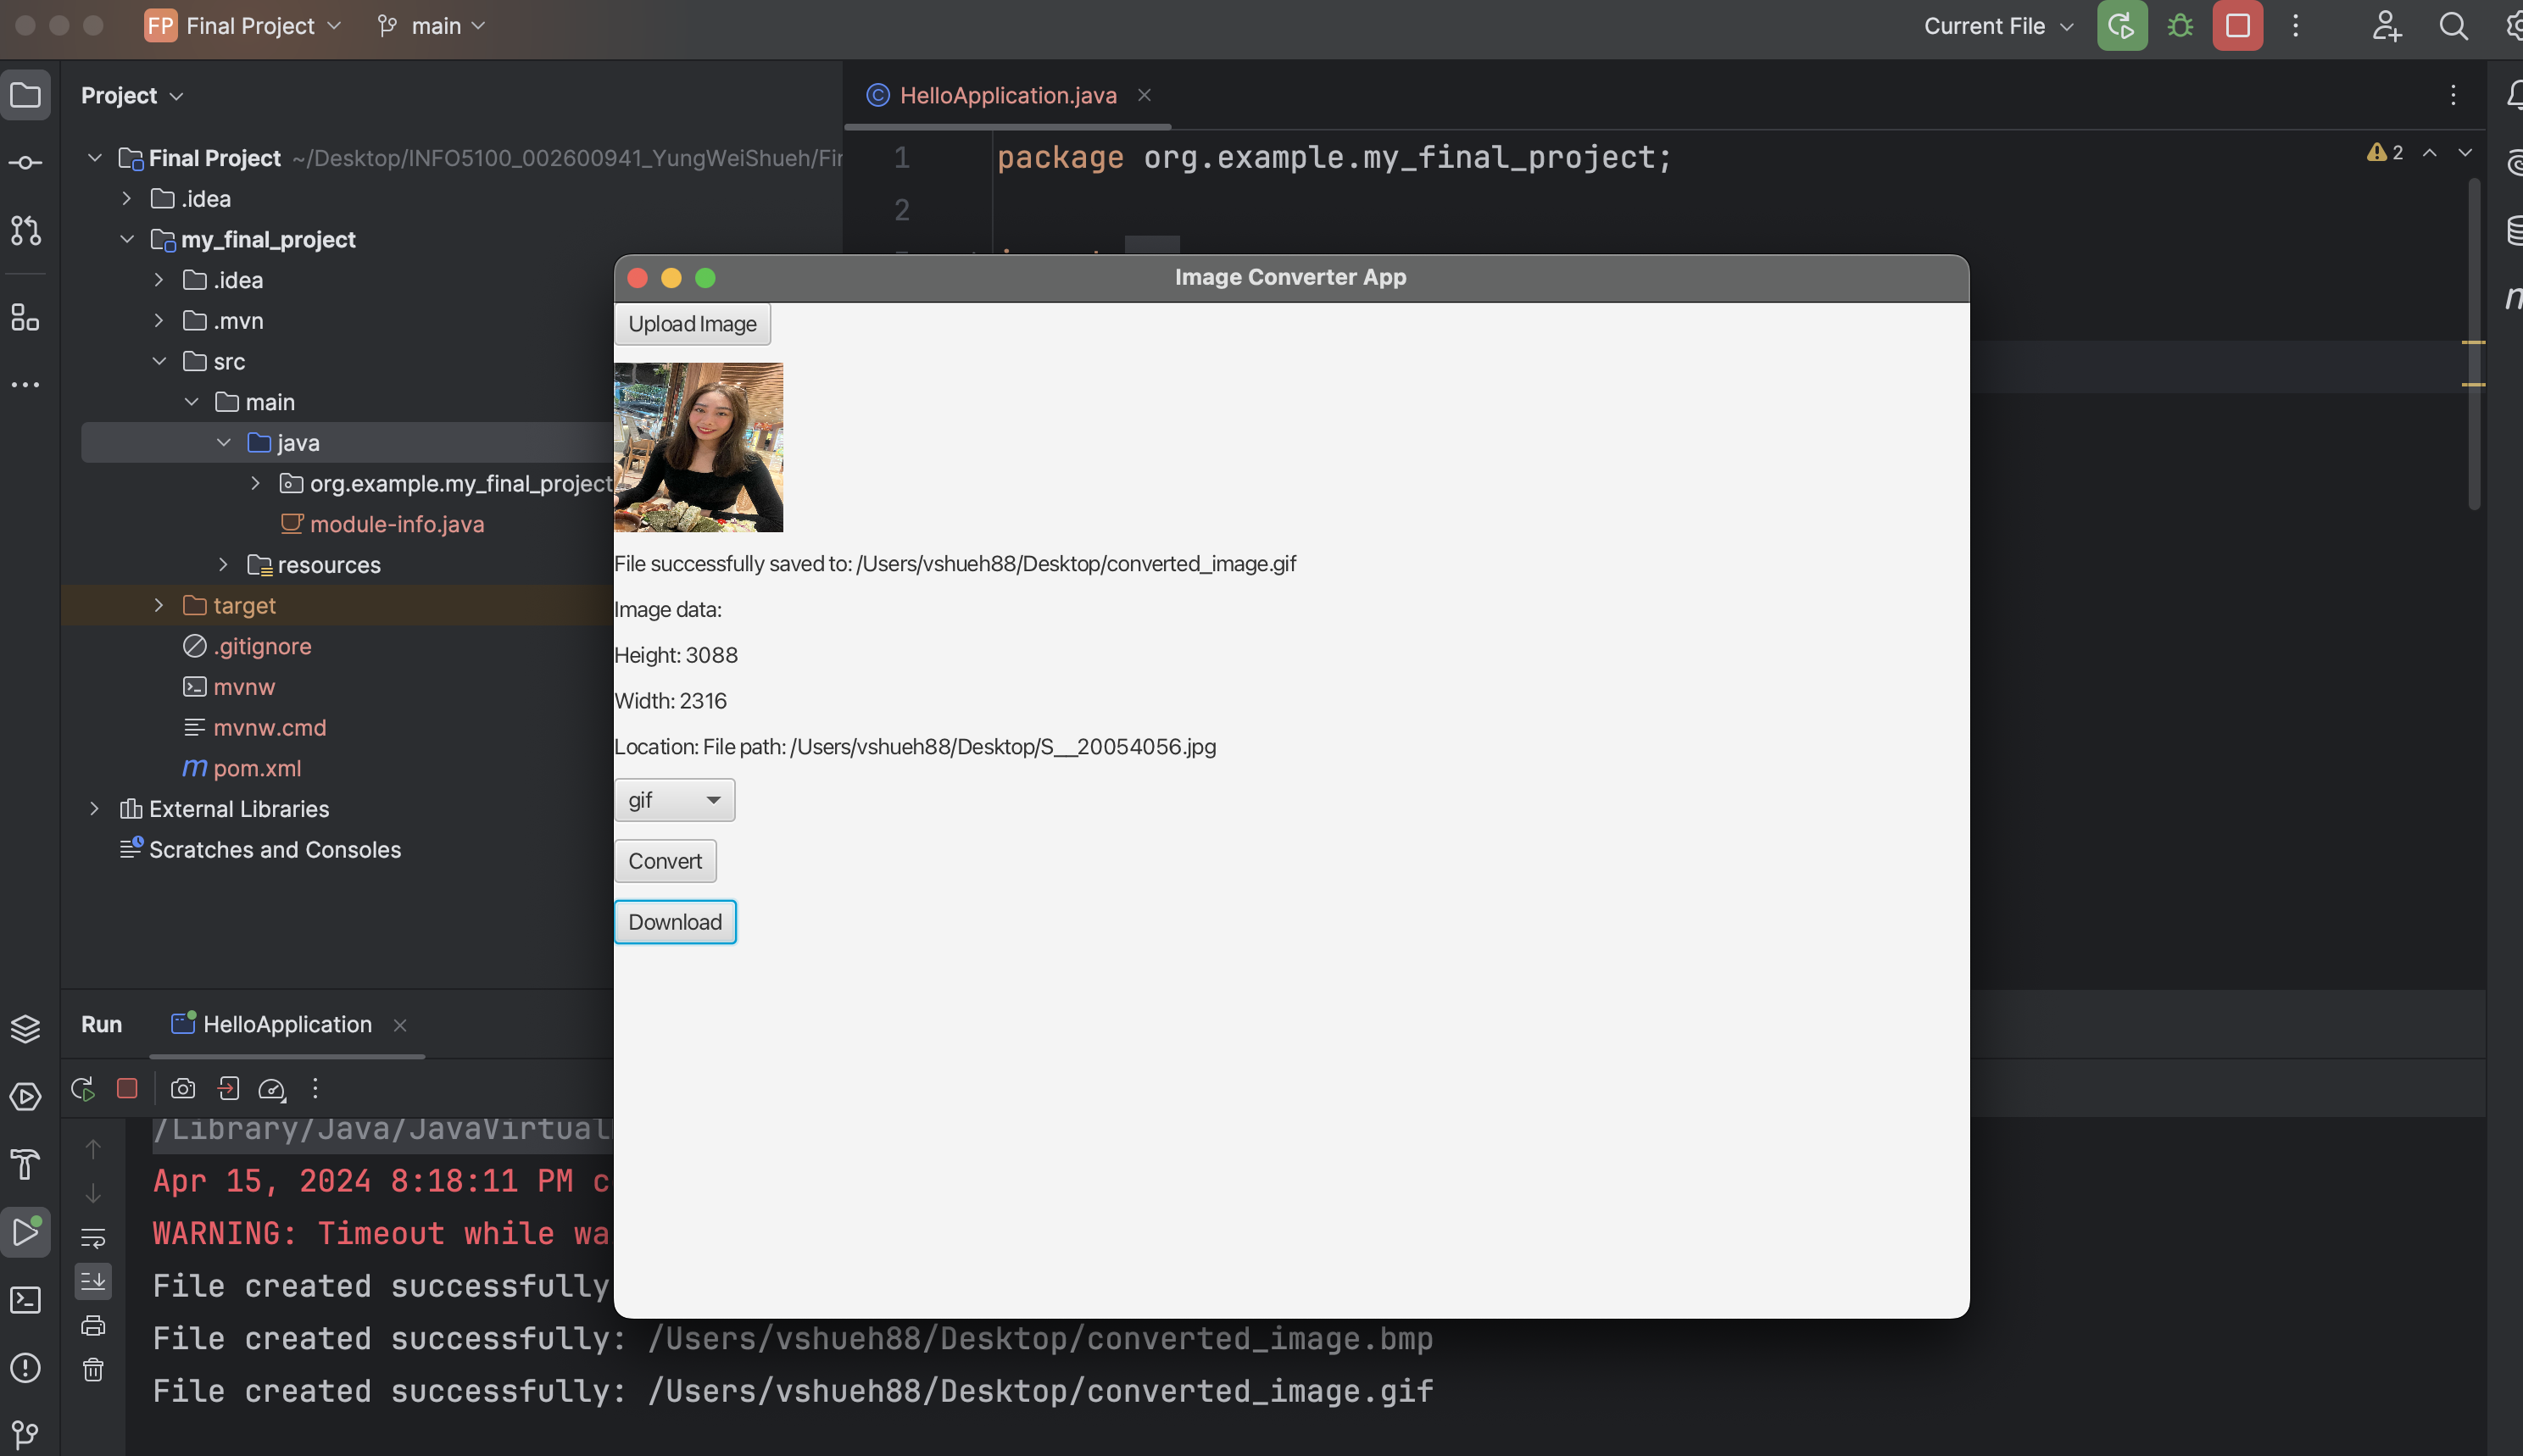 FP Final Project main Current File
Project
HelloApplication.java
Final Project ~/Desktop/INFO5100_002600941_YungWeiShueh/Fir
.idea
my_final_project
.idea
.mvn
src
main
java
org.example.my_final_project
module-info.java
resources
target
.gitignore
mvnw
mvnw.cmd
m pom.xml
External Libraries
Scratches and Consoles
1 package org.example.my_final_project;
2
2
Image Converter App
Upload Image
File successfully saved to: /Users/vshueh88/Desktop/converted_image.gif
Image data:
Height: 3088
Width: 2316
Location: File path: /Users/vshueh88/Desktop/S__20054056.jpg
gif
Convert
Download
Run HelloApplication
/Library/Java/JavaVirtual
Apr 15, 2024 8:18:11 PM c
WARNING: Timeout while wa
File created successfully
File created successfully: /Users/vshueh88/Desktop/converted_image.bmp
File created successfully: /Users/vshueh88/Desktop/converted_image.gif